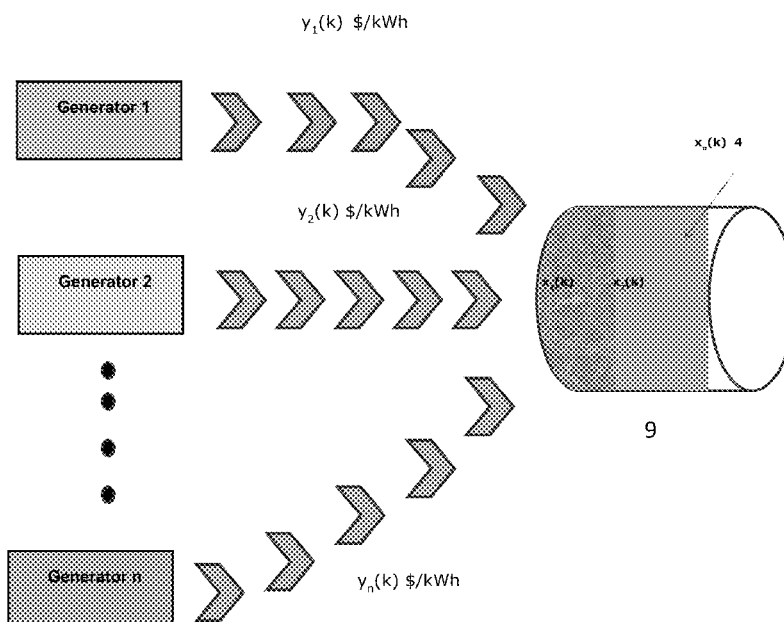 y₁(k) $/kWh
Generator 1
xₙ(k) 4
y₂(k) $/kWh
Generator 2
9
yₙ(k) $/kWh
Generator n